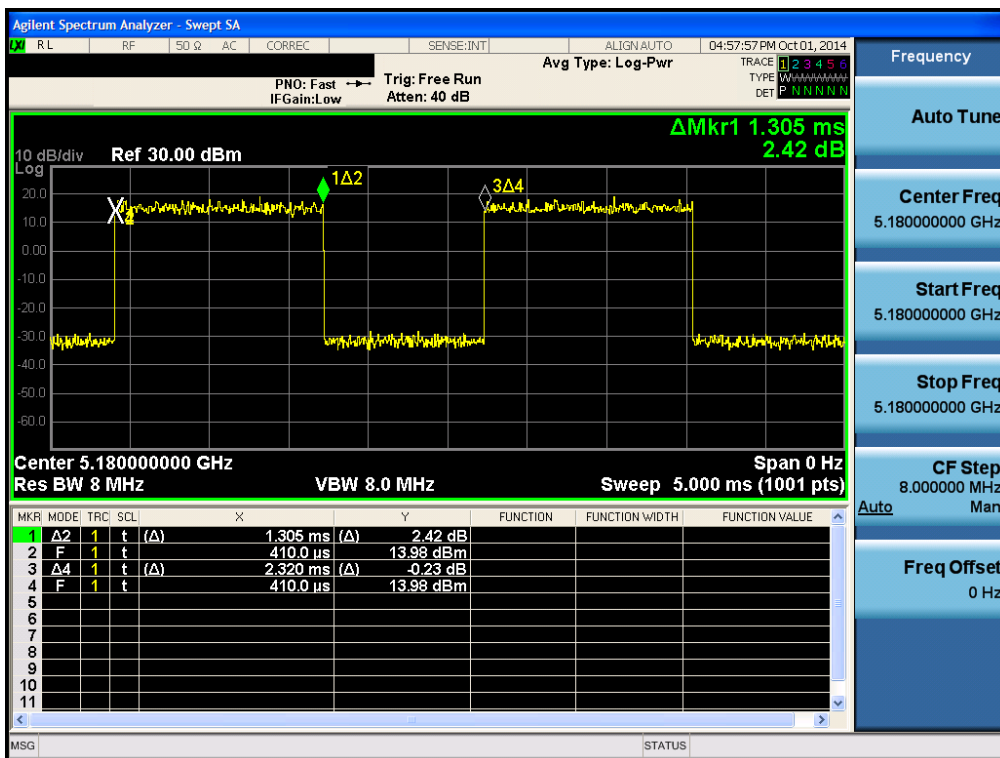 Agilent Spectrum Analyzer - Swept SA
LXI RL RF 50 Ω AC CORREC SENSE:INT ALIGNAUTO 04:57:57 PM Oct 01, 2014
PNO: Fast Trig: Free Run Avg Type: Log-Pwr TRACE 1 2 3 4 5 6
IFGain:Low Atten: 40 dB TYPE W
DET P N N N N N
ΔMkr1 1.305 ms
2.42 dB
10 dB/div Ref 30.00 dBm
Log
1Δ2
3Δ4
20.0
10.0
0.00
-10.0
-20.0
-30.0
-40.0
-50.0
-60.0
Center 5.180000000 GHz Span 0 Hz
Res BW 8 MHz VBW 8.0 MHz Sweep 5.000 ms (1001 pts)
MKR MODE TRC SCL X Y FUNCTION FUNCTION WIDTH FUNCTION VALUE
1 Δ2 1 t (Δ) 1.305 ms (Δ) 2.42 dB
2 F 1 t 410.0 µs 13.98 dBm
3 Δ4 1 t (Δ) 2.320 ms (Δ) -0.23 dB
4 F 1 t 410.0 µs 13.98 dBm
5
6
7
8
9
10
11
MSG STATUS
Frequency
Auto Tune
Center Freq
5.180000000 GHz
Start Freq
5.180000000 GHz
Stop Freq
5.180000000 GHz
CF Step
8.000000 MHz
Auto Man
Freq Offset
0 Hz